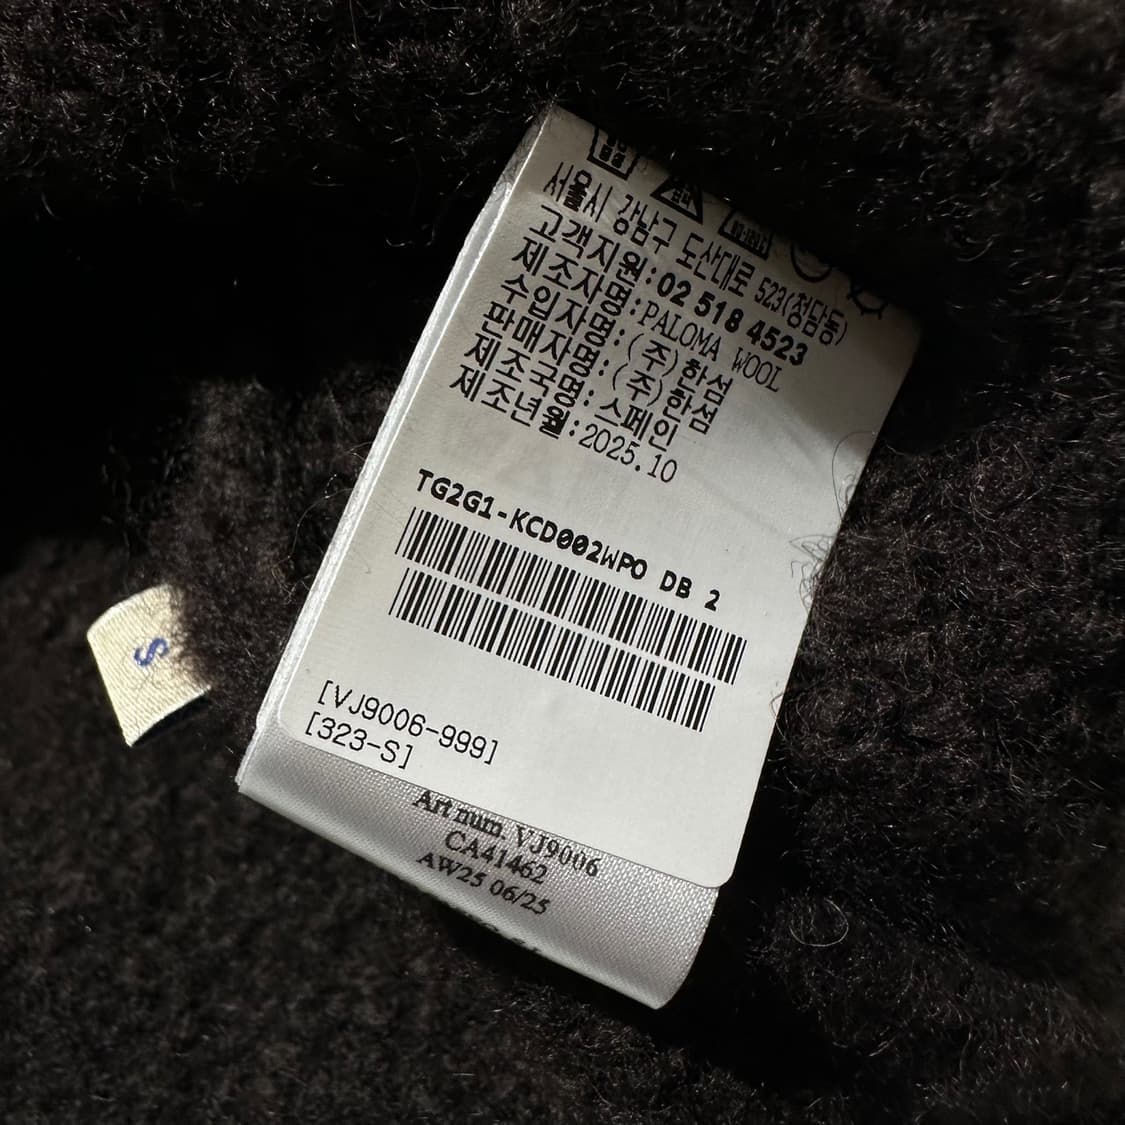 서울시 강남구 도산대로 523(청담동)
고객지원:02 518 4523
제조자명:PALOMA WOOL
수입자명:(주)한섬
판매자명:(주)한섬
제조국명:스페인
제조년월:2025.10
TG2G1-KCD002WPO DB 2
[VJ9006-999]
[323-S]
Art num. VJ9006
CA41462
AW25 06/25
S